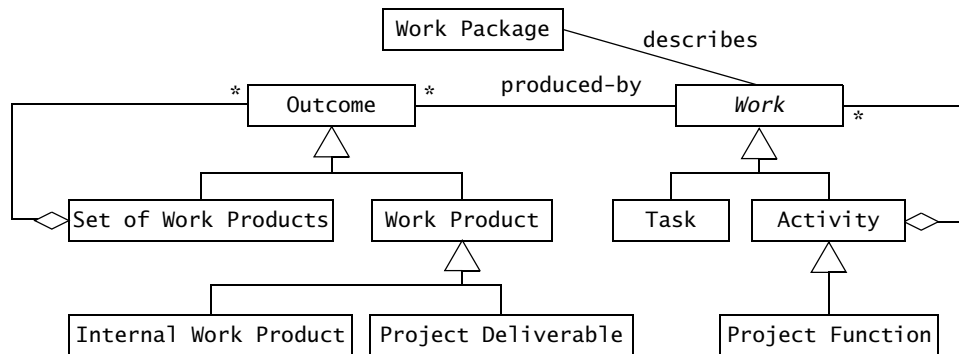 Work Package
describes
* Outcome * produced-by Work *
Set of Work Products Work Product Task Activity
Internal Work Product Project Deliverable Project Function